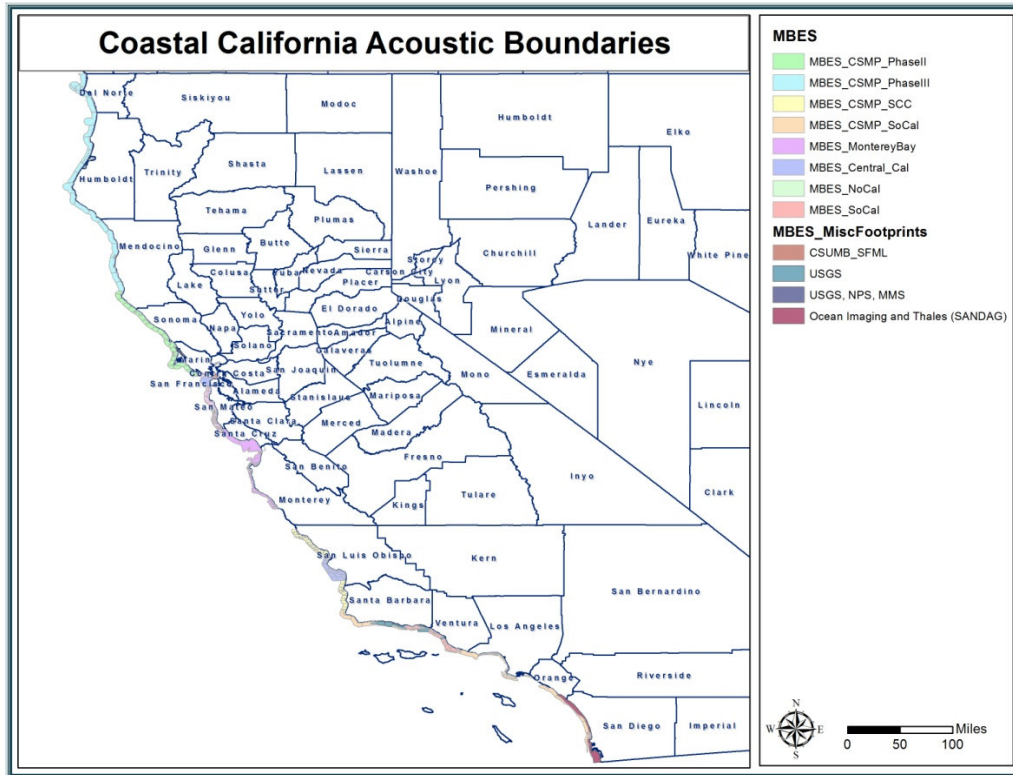 Coastal California Acoustic Boundaries
Del Norte
Siskiyou
Modoc
Humboldt
Elko
Humboldt
Trinity
Shasta
Lassen
Washoe
Pershing
Lander
Eureka
White Pine
Tehama
Plumas
Mendocino
Glenn
Butte
Sierra
Churchill
Storey
Carson City
Lyon
Colusa
Yuba
Nevada
Placer
Lake
Sutter
Douglas
El Dorado
Alpine
Mineral
Nye
Sonoma
Yolo
Napa
Sacramento
Amador
Solano
Calaveras
Tuolumne
Mono
Esmeralda
Lincoln
Marin
Contra Costa
San Joaquin
San Francisco
Alameda
Stanislaus
Mariposa
San Mateo
Santa Clara
Merced
Madera
Santa Cruz
Fresno
Inyo
Clark
San Benito
Monterey
Kings
Tulare
San Luis Obispo
Kern
San Bernardino
Santa Barbara
Ventura
Los Angeles
Orange
Riverside
San Diego
Imperial
MBES
MBES_CSMP_PhaseII
MBES_CSMP_PhaseIII
MBES_CSMP_SCC
MBES_CSMP_SoCal
MBES_MontereyBay
MBES_Central_Cal
MBES_NoCal
MBES_SoCal
MBES_MiscFootprints
CSUMB_SFML
USGS
USGS, NPS, MMS
Ocean Imaging and Thales (SANDAG)
N
W E
S
Miles
0 50 100